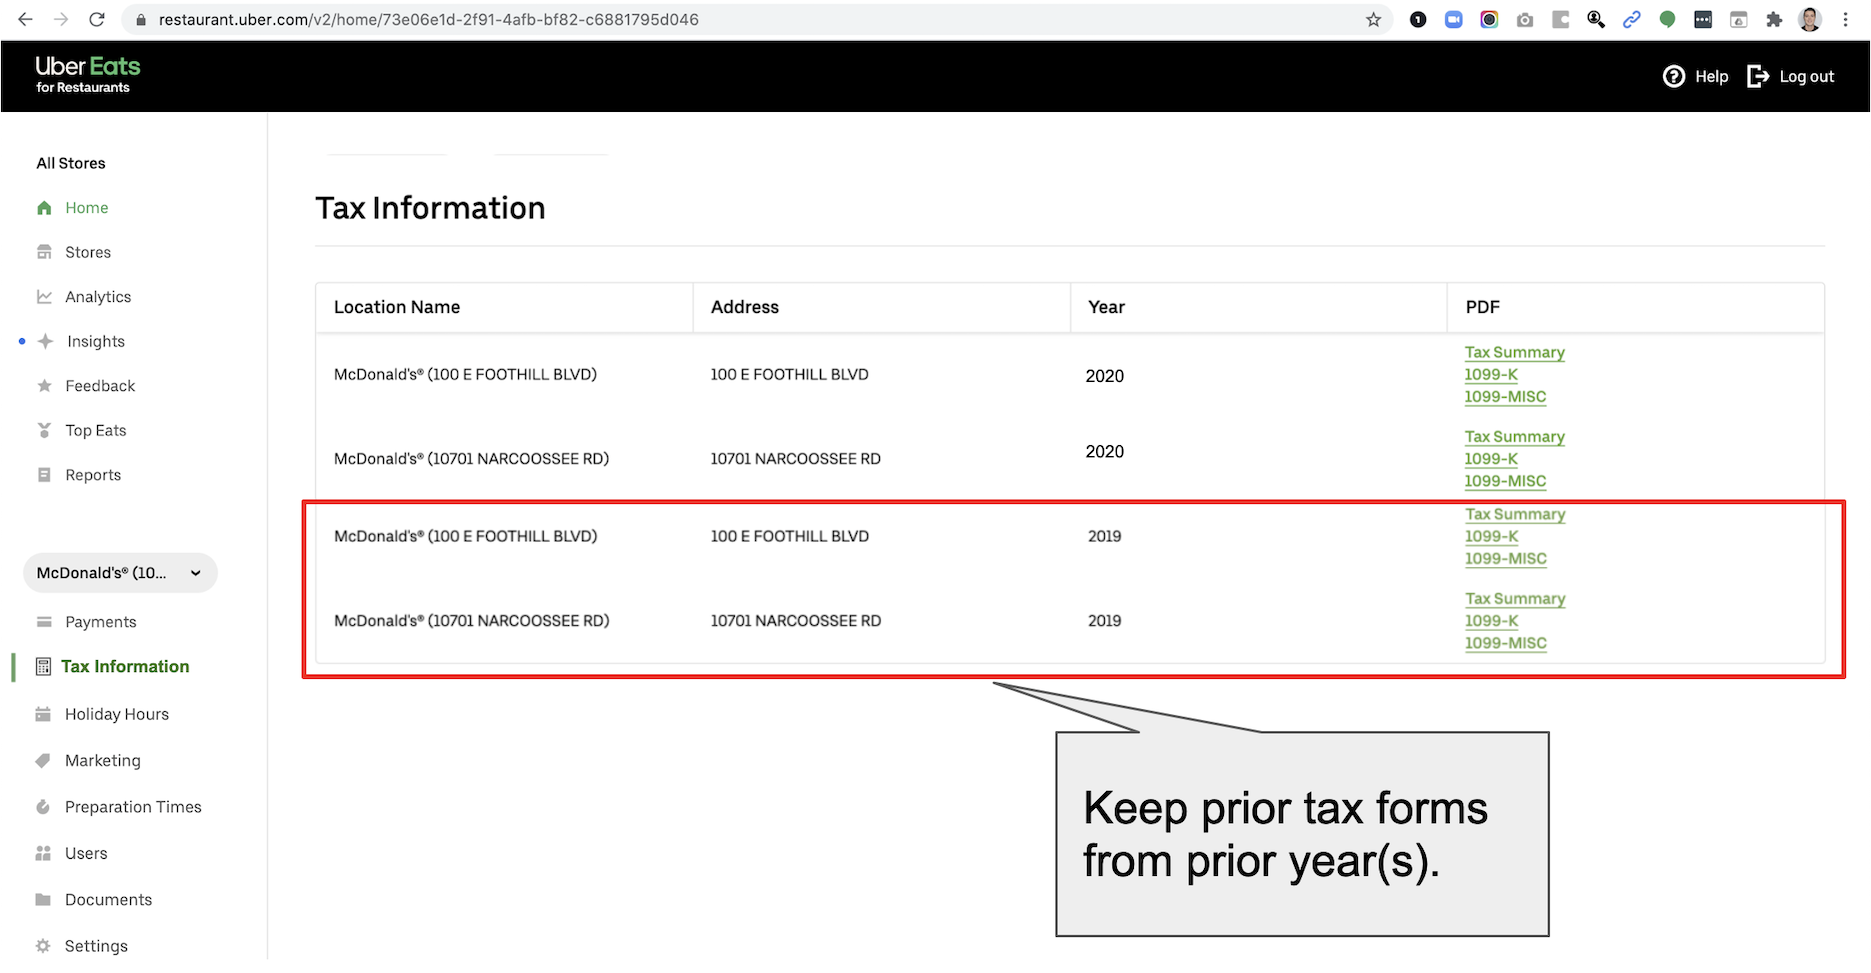 restaurant.uber.com/v2/home/73e06e1d-2f91-4afb-bf82-c6881795d046
Uber Eats
for Restaurants
Help
Log out
All Stores
Home
Stores
Analytics
Insights
Feedback
Top Eats
Reports
McDonald's® (10...
Payments
Tax Information
Holiday Hours
Marketing
Preparation Times
Users
Documents
Settings
Tax Information
Location Name Address Year PDF
McDonald's® (100 E FOOTHILL BLVD) 100 E FOOTHILL BLVD 2020 Tax Summary
1099-K
1099-MISC
McDonald's® (10701 NARCOOSSEE RD) 10701 NARCOOSSEE RD 2020 Tax Summary
1099-K
1099-MISC
McDonald's® (100 E FOOTHILL BLVD) 100 E FOOTHILL BLVD 2019 Tax Summary
1099-K
1099-MISC
McDonald's® (10701 NARCOOSSEE RD) 10701 NARCOOSSEE RD 2019 Tax Summary
1099-K
1099-MISC
Keep prior tax forms
from prior year(s).